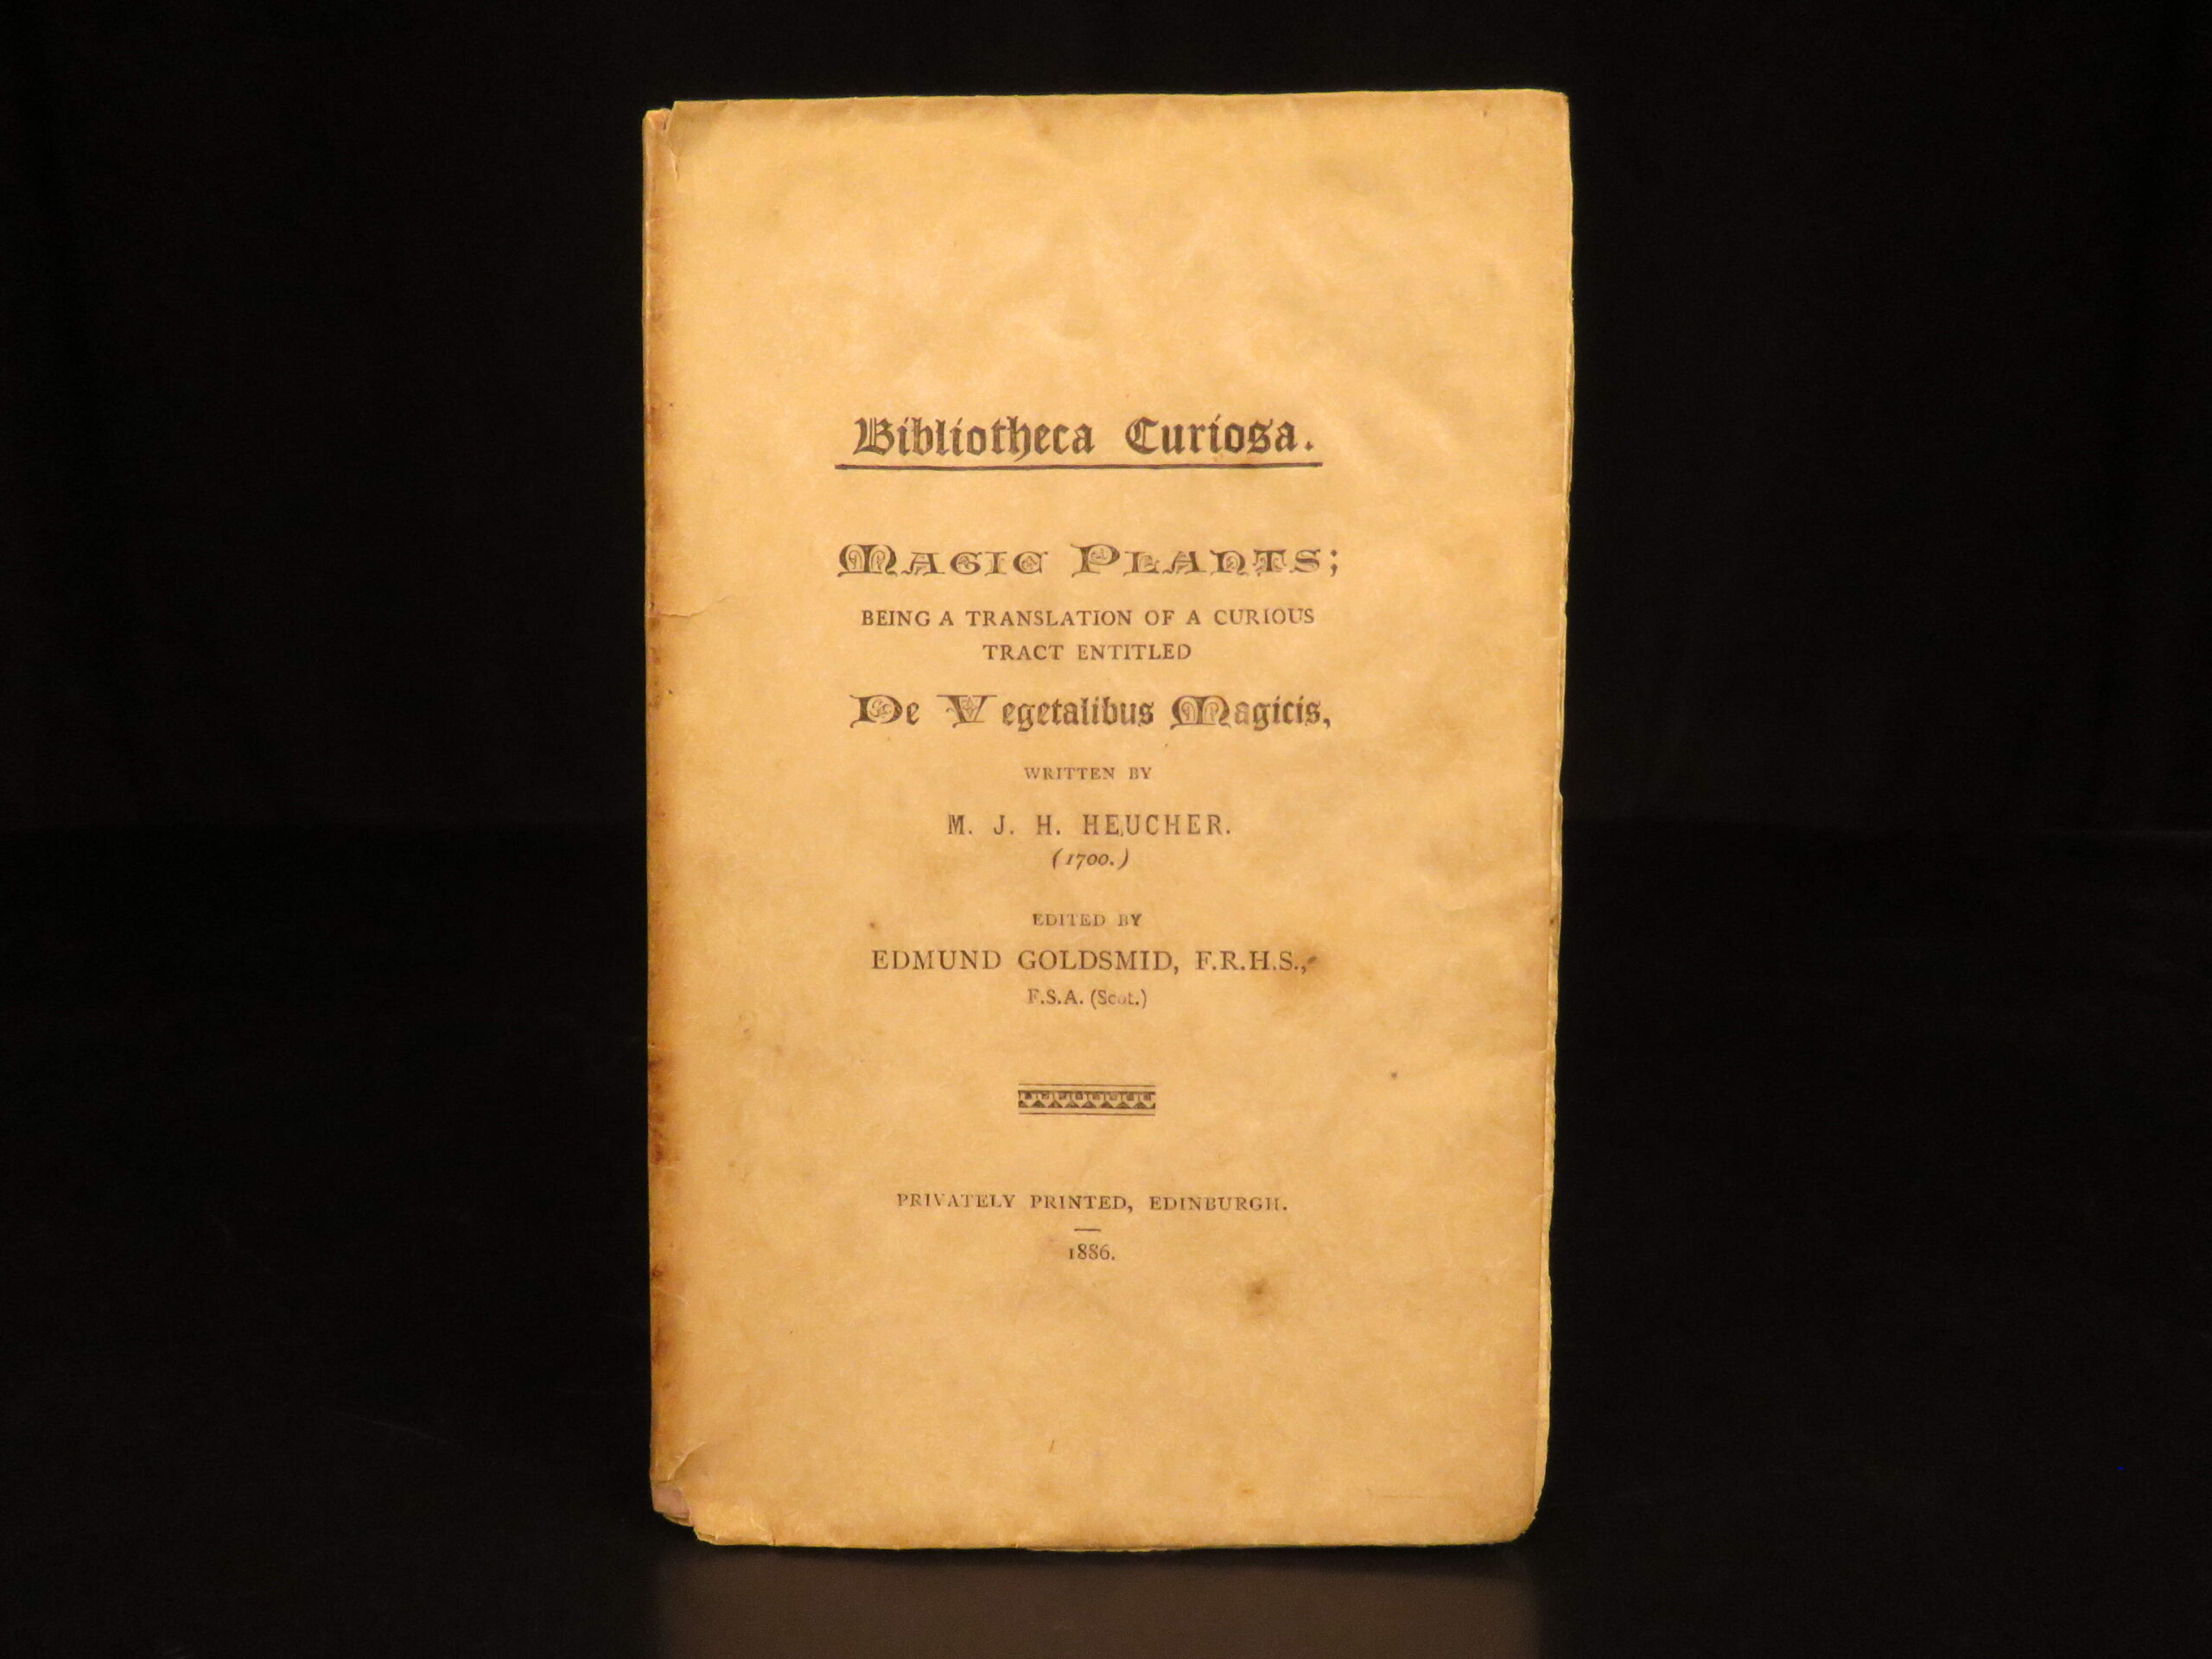 Bibliotheca Curiosa.
MAGIC PLANTS;
BEING A TRANSLATION OF A CURIOUS
TRACT ENTITLED
De Vegetalibus Magicis,
WRITTEN BY
M. J. H. HEUCHER.
(1700.)
EDITED BY
EDMUND GOLDSMID, F.R.H.S.,
F.S.A. (Scot.)
PRIVATELY PRINTED, EDINBURGH.
1886.